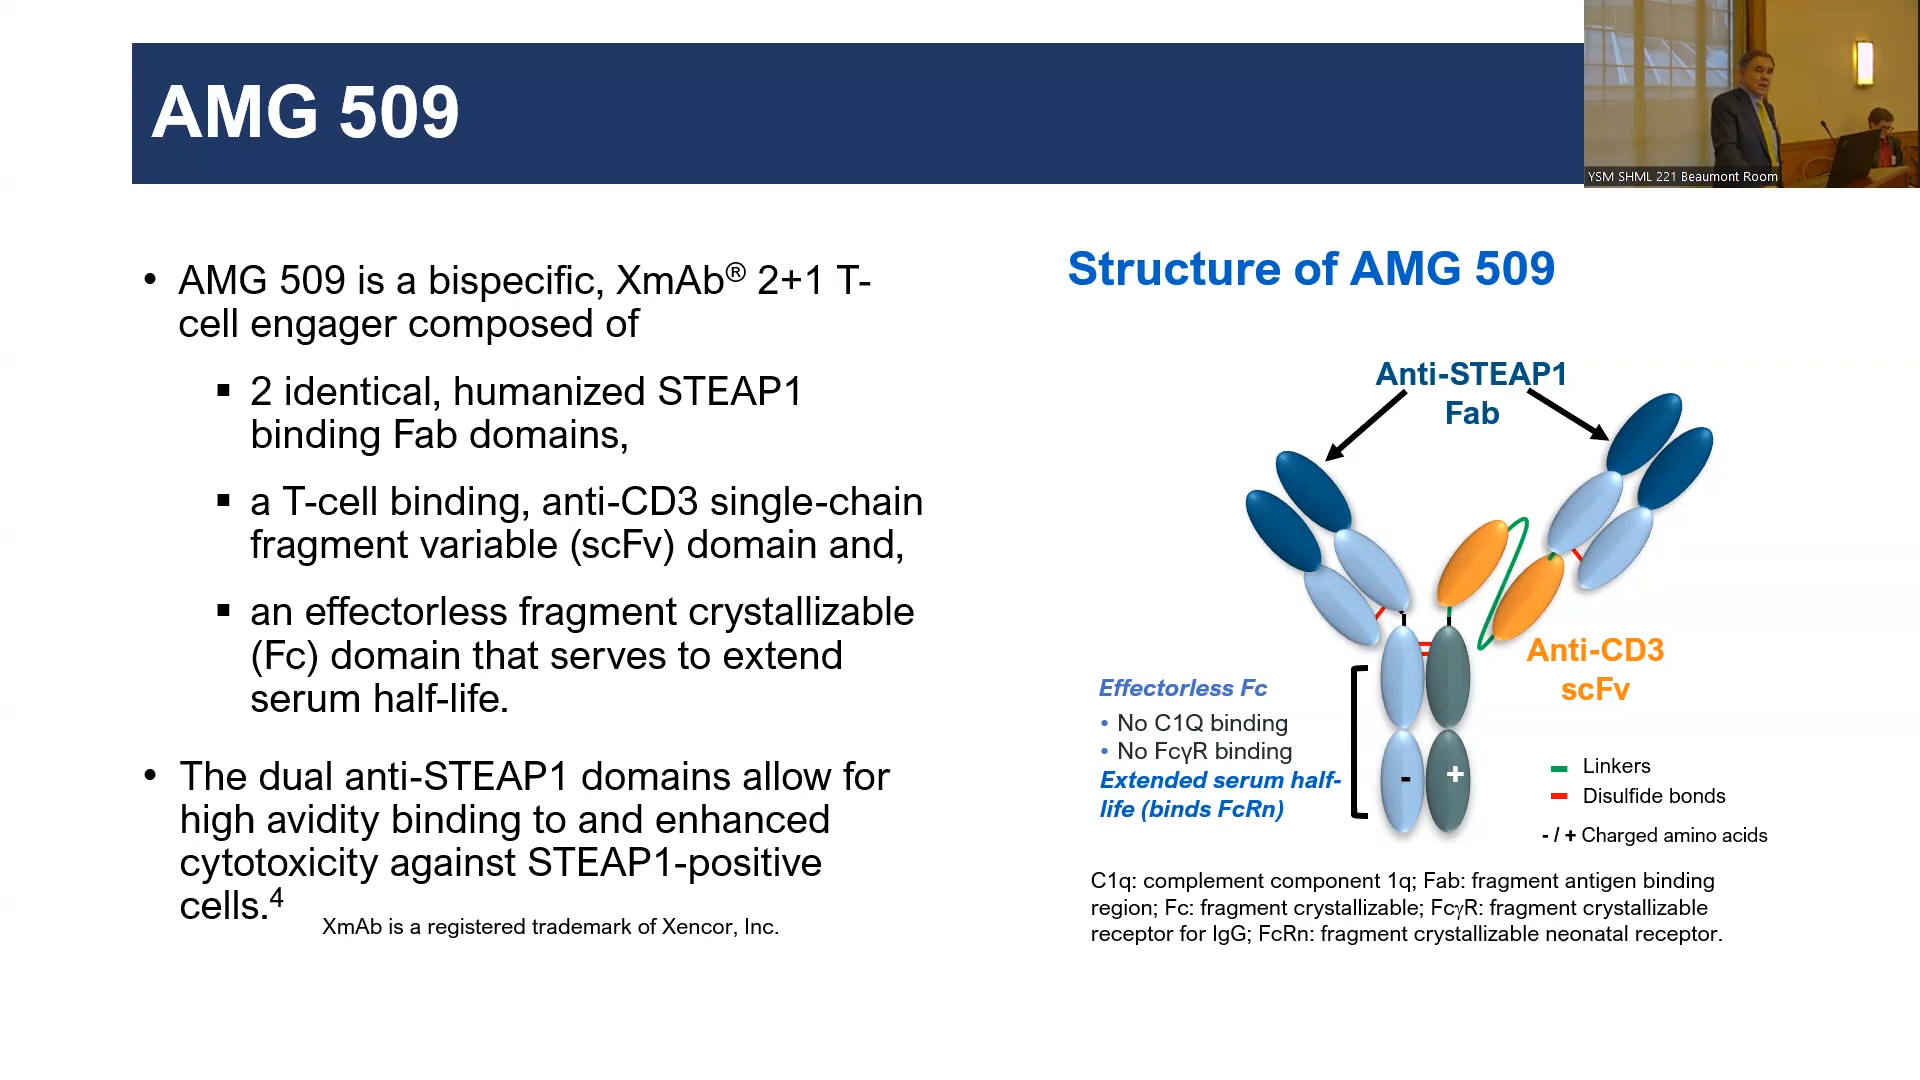 AMG 509
YSM SHML 221 Beaumont Room
• AMG 509 is a bispecific, XmAb® 2+1 T-
cell engager composed of
▪ 2 identical, humanized STEAP1
binding Fab domains,
▪ a T-cell binding, anti-CD3 single-chain
fragment variable (scFv) domain and,
▪ an effectorless fragment crystallizable
(Fc) domain that serves to extend
serum half-life.
• The dual anti-STEAP1 domains allow for
high avidity binding to and enhanced
cytotoxicity against STEAP1-positive
cells.4
XmAb is a registered trademark of Xencor, Inc.
Structure of AMG 509
Anti-STEAP1
Fab
Anti-CD3
scFv
Effectorless Fc
• No C1Q binding
• No FcγR binding
Extended serum half-
life (binds FcRn)
- +
Linkers
Disulfide bonds
- / + Charged amino acids
C1q: complement component 1q; Fab: fragment antigen binding
region; Fc: fragment crystallizable; FcγR: fragment crystallizable
receptor for IgG; FcRn: fragment crystallizable neonatal receptor.